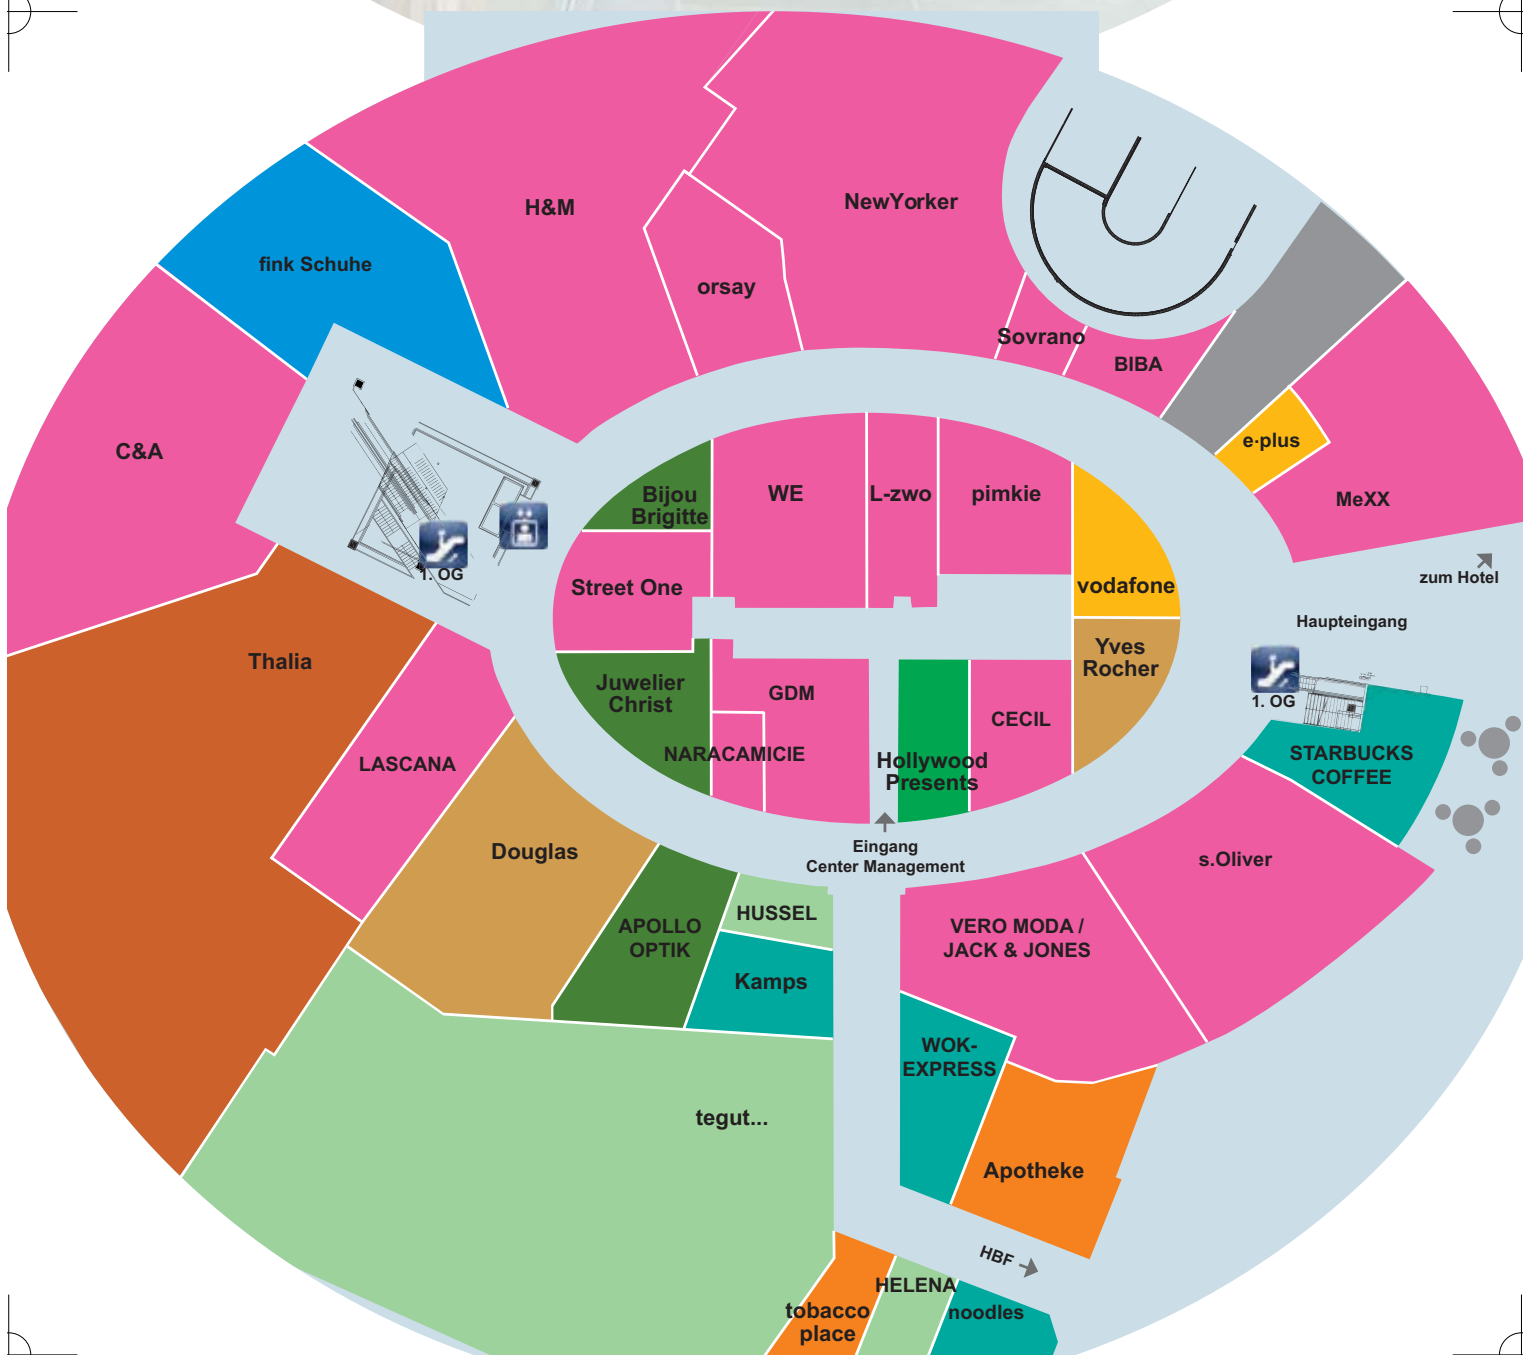 H&M
NewYorker
fink Schuhe
orsay
Sovrano
BIBA
C&A
e·plus
MeXX
Bijou
Brigitte
WE
L-zwo
pimkie
1. OG
zum Hotel
Street One
vodafone
Haupteingang
Thalia
Yves
Rocher
Juwelier
Christ
GDM
1. OG
CECIL
NARACAMICIE
LASCANA
Hollywood
Presents
STARBUCKS
COFFEE
Eingang
Center Management
Douglas
s.Oliver
HUSSEL
APOLLO
OPTIK
VERO MODA /
JACK & JONES
Kamps
WOK-
EXPRESS
tegut...
Apotheke
HBF
HELENA
tobacco
place
noodles